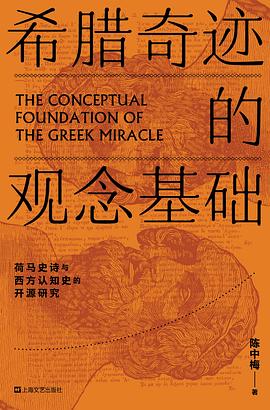 希腊奇迹
THE CONCEPTUAL
FOUNDATION OF
THE GREEK MIRACLE
的
观念基础
荷马史诗与
西方认知史的
开源研究
陈中梅——著
上海文艺出版社